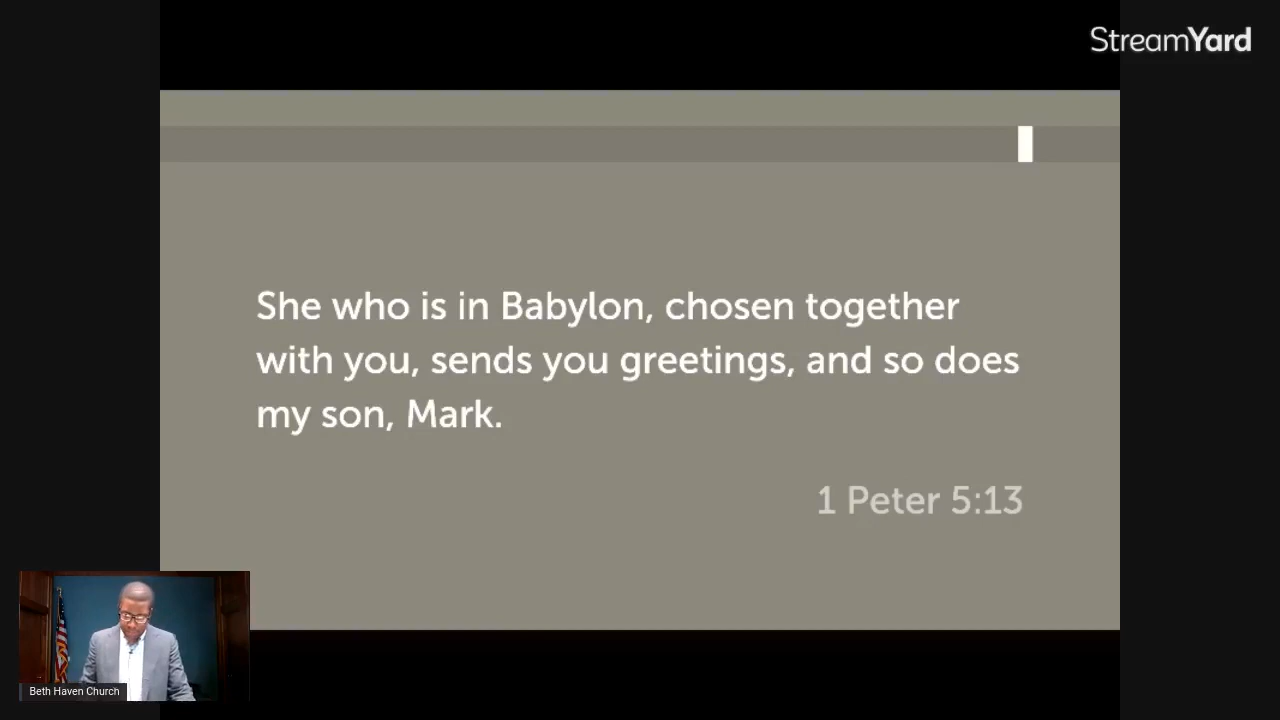 StreamYard
She who is in Babylon, chosen together
with you, sends you greetings, and so does
my son, Mark.
1 Peter 5:13
Beth Haven Church